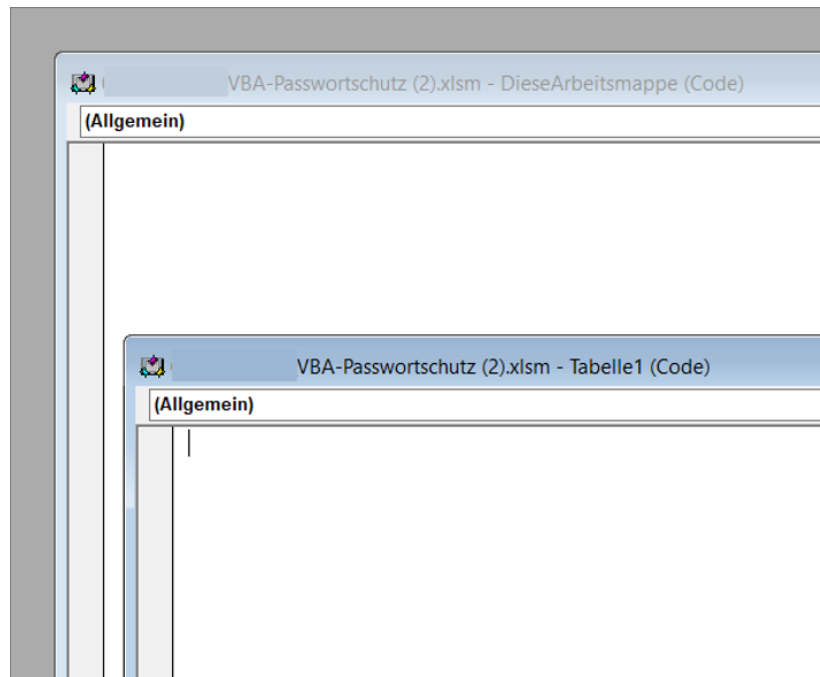 VBA-Passwortschutz (2).xlsm - DieseArbeitsmappe (Code)
(Allgemein)
VBA-Passwortschutz (2).xlsm - Tabelle1 (Code)
(Allgemein)